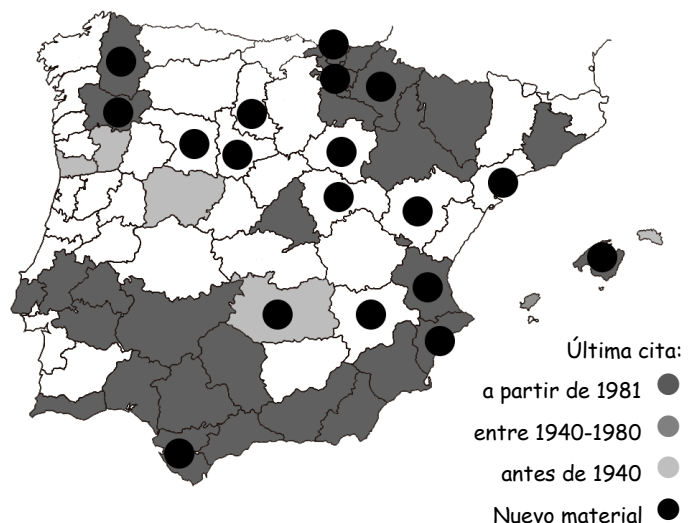 Última cita:
a partir de 1981
entre 1940-1980
antes de 1940
Nuevo material